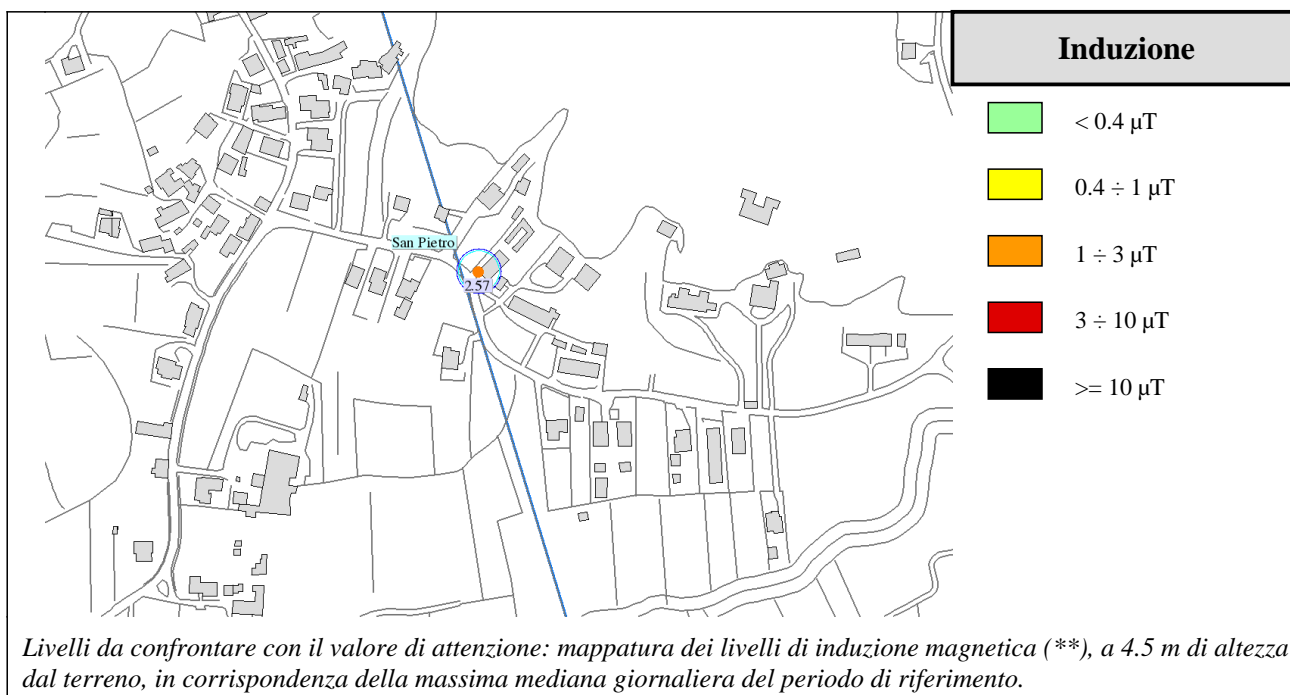 Induzione
< 0.4 µT
0.4 ÷ 1 µT
1 ÷ 3 µT
3 ÷ 10 µT
>= 10 µT
San Pietro
2.57
Livelli da confrontare con il valore di attenzione: mappatura dei livelli di induzione magnetica (**), a 4.5 m di altezza
dal terreno, in corrispondenza della massima mediana giornaliera del periodo di riferimento.